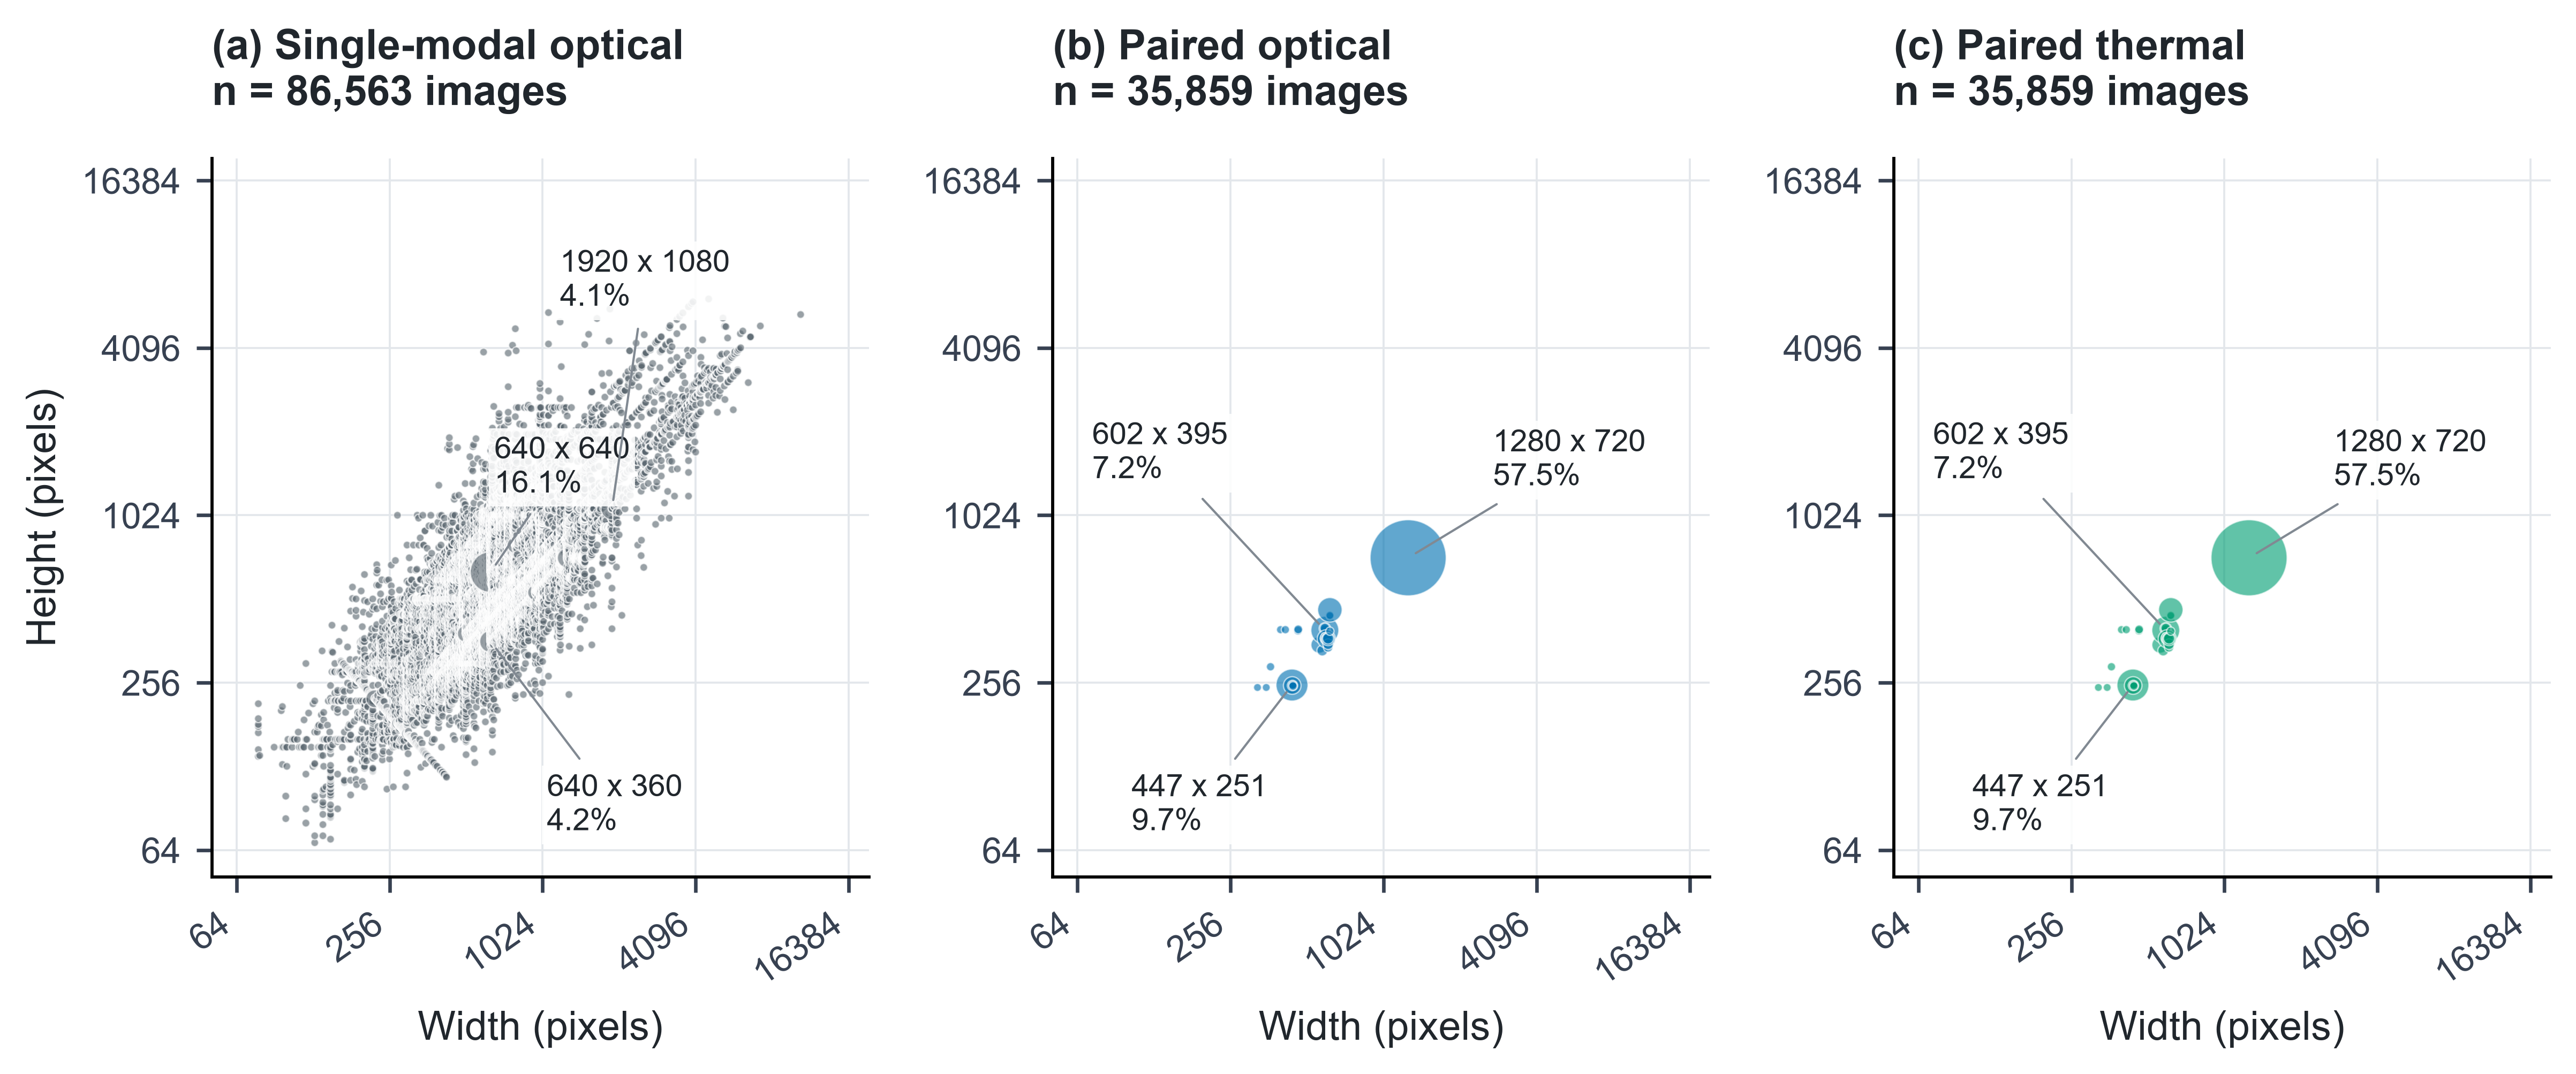 (a) Single-modal optical
n = 86,563 images
Height (pixels)
16384
4096
1024
256
64
1920 x 1080
4.1%
640 x 640
16.1%
640 x 360
4.2%
64
256
1024
4096
16384
Width (pixels)
(b) Paired optical
n = 35,859 images
16384
4096
1024
256
64
602 x 395
7.2%
1280 x 720
57.5%
447 x 251
9.7%
64
256
1024
4096
16384
Width (pixels)
(c) Paired thermal
n = 35,859 images
16384
4096
1024
256
64
602 x 395
7.2%
1280 x 720
57.5%
447 x 251
9.7%
64
256
1024
4096
16384
Width (pixels)